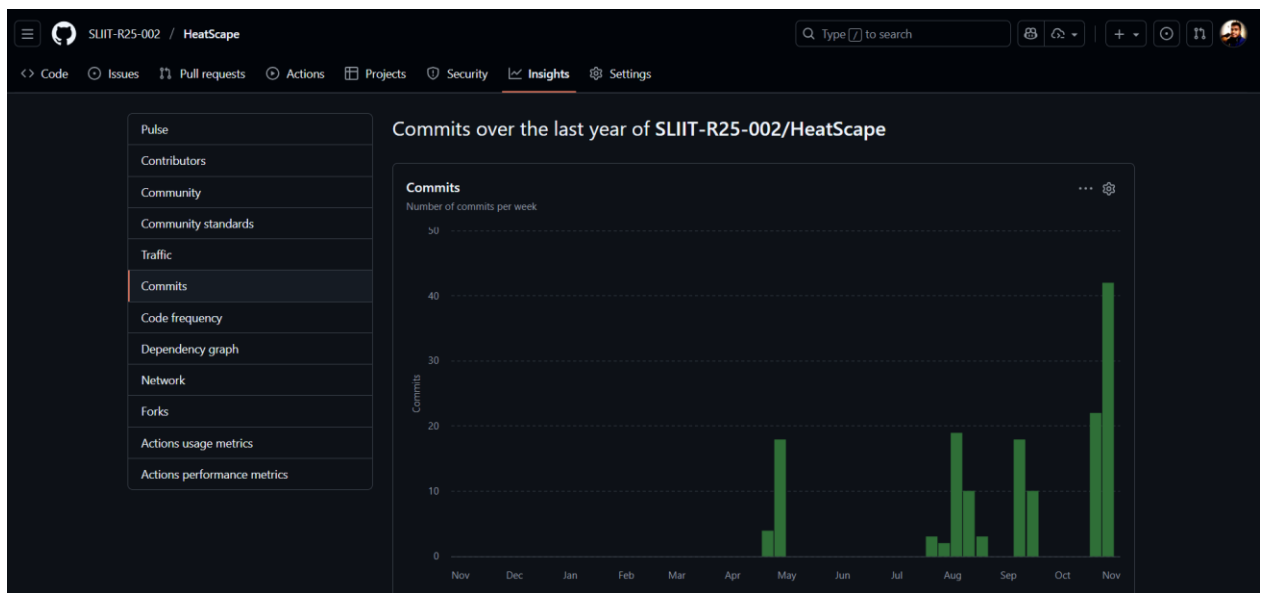 SLIIT-R25-002 / HeatScape
Type / to search
Code Issues Pull requests Actions Projects Security Insights Settings
Pulse
Contributors
Community
Community standards
Traffic
Commits
Code frequency
Dependency graph
Network
Forks
Actions usage metrics
Actions performance metrics
Commits over the last year of SLIIT-R25-002/HeatScape
Commits
Number of commits per week
50
40
30
20
10
0
Commits
Nov Dec Jan Feb Mar Apr May Jun Jul Aug Sep Oct Nov